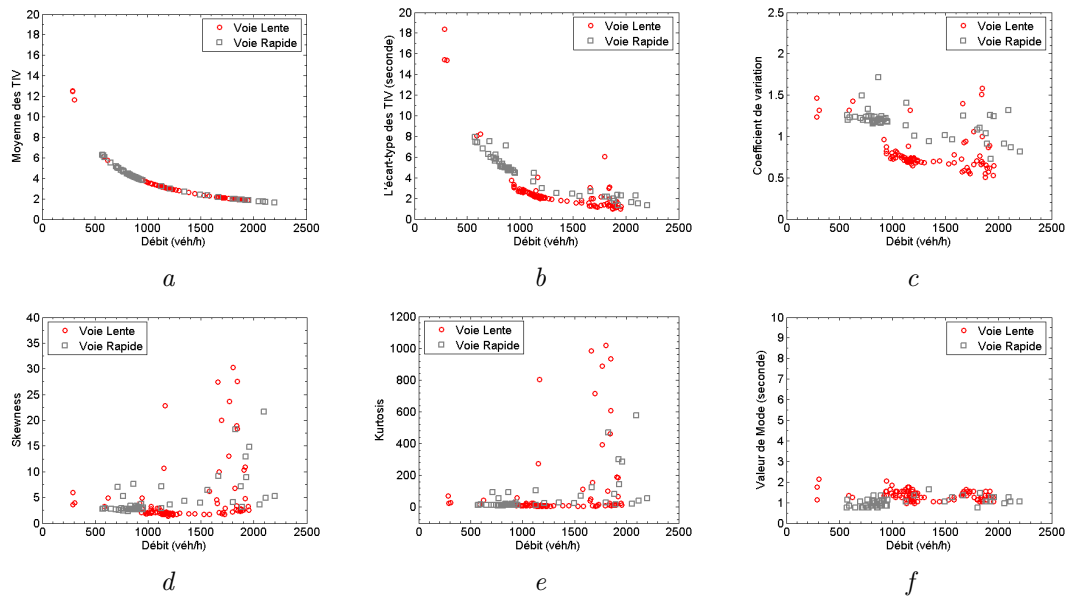 Moyenne des TIV
20
18
16
14
12
10
8
6
4
2
0
0 500 1000 1500 2000 2500
Débit (véh/h)
Voie Lente
Voie Rapide
a
L'écart-type des TIV (seconde)
20
18
16
14
12
10
8
6
4
2
0
0 500 1000 1500 2000 2500
Débit (véh/h)
Voie Lente
Voie Rapide
b
Coefficient de variation
2.5
2
1.5
1
0.5
0
0 500 1000 1500 2000 2500
Débit (véh/h)
Voie Lente
Voie Rapide
c
Skewness
40
35
30
25
20
15
10
5
0
0 500 1000 1500 2000 2500
Débit (véh/h)
Voie Lente
Voie Rapide
d
Kurtosis
1200
1000
800
600
400
200
0
0 500 1000 1500 2000 2500
Débit (véh/h)
Voie Lente
Voie Rapide
e
Valeur de Mode (seconde)
10
9
8
7
6
5
4
3
2
1
0
0 500 1000 1500 2000 2500
Débit (véh/h)
Voie Lente
Voie Rapide
f